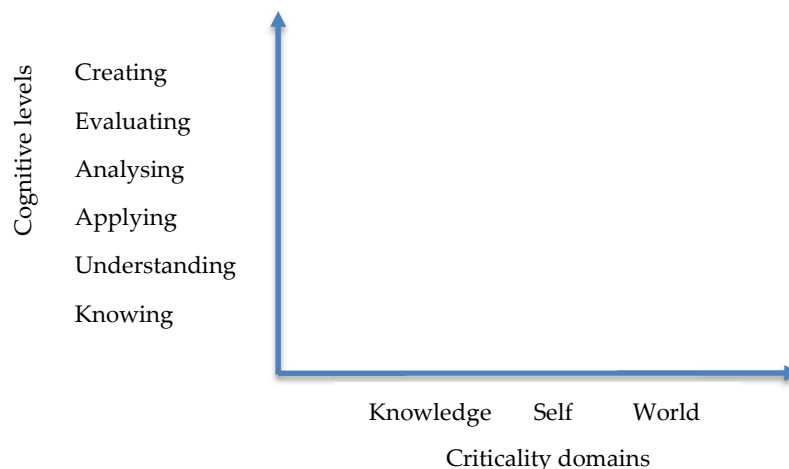 Cognitive levels
Creating
Evaluating
Analysing
Applying
Understanding
Knowing
Knowledge Self World
Criticality domains